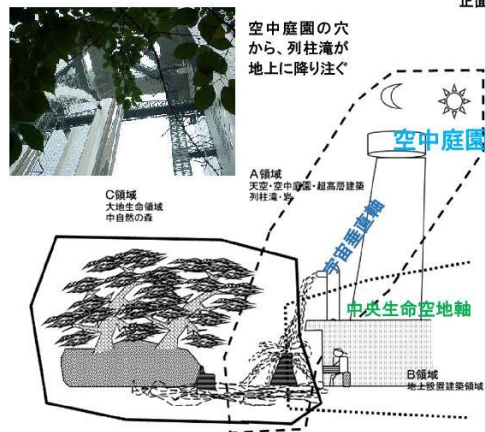 正面
空中庭園の穴
から、列柱滝が
地上に降り注ぐ
空中庭園
A領域
天空・空中庭園・超高層建築
列柱滝・岩
C領域
大地生命領域
中自然の森
宇宙垂直軸
中央生命空地軸
B領域
地上設置建築領域